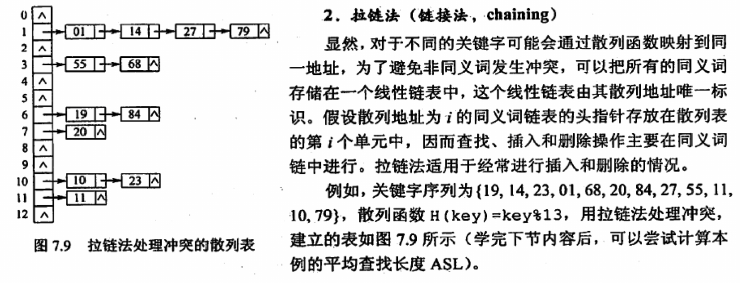 0 ∧
1 01 14 27 79 ∧
2 ∧
3 55 68 ∧
4 ∧
5 ∧
6 19 84 ∧
7 20 ∧
8 ∧
9 ∧
10 10 23 ∧
11 11 ∧
12 ∧
图 7.9 拉链法处理冲突的散列表
2. 拉链法(链接法, chaining)
显然,对于不同的关键字可能会通过散列函数映射到同
一地址,为了避免非同义词发生冲突,可以把所有的同义词
存储在一个线性链表中,这个线性链表由其散列地址唯一标
识。假设散列地址为 i 的同义词链表的头指针存放在散列表
的第 i 个单元中,因而查找、插入和删除操作主要在同义词
链中进行。拉链法适用于经常进行插入和删除的情况。
例如,关键字序列为{19, 14, 23, 01, 68, 20, 84, 27, 55, 11,
10, 79},散列函数 H(key)=key%13,用拉链法处理冲突,
建立的表如图 7.9 所示(学完下节内容后,可以尝试计算本
例的平均查找长度 ASL)。